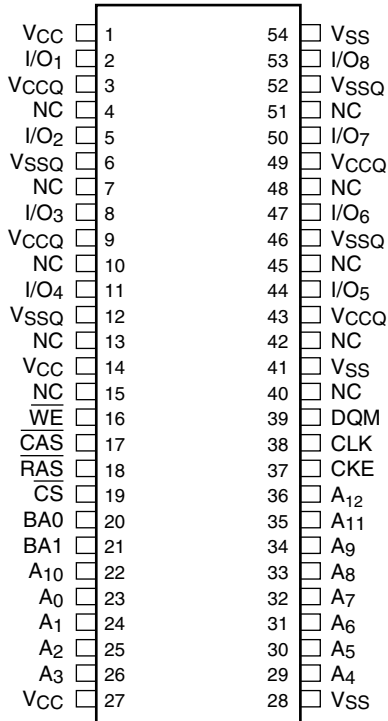 VCC 1 54 VSS
I/O1 2 53 I/O8
VCCQ 3 52 VSSQ
NC 4 51 NC
I/O2 5 50 I/O7
VSSQ 6 49 VCCQ
NC 7 48 NC
I/O3 8 47 I/O6
VCCQ 9 46 VSSQ
NC 10 45 NC
I/O4 11 44 I/O5
VSSQ 12 43 VCCQ
NC 13 42 NC
VCC 14 41 VSS
NC 15 40 NC
WE 16 39 DQM
CAS 17 38 CLK
RAS 18 37 CKE
CS 19 36 A12
BA0 20 35 A11
BA1 21 34 A9
A10 22 33 A8
A0 23 32 A7
A1 24 31 A6
A2 25 30 A5
A3 26 29 A4
VCC 27 28 VSS